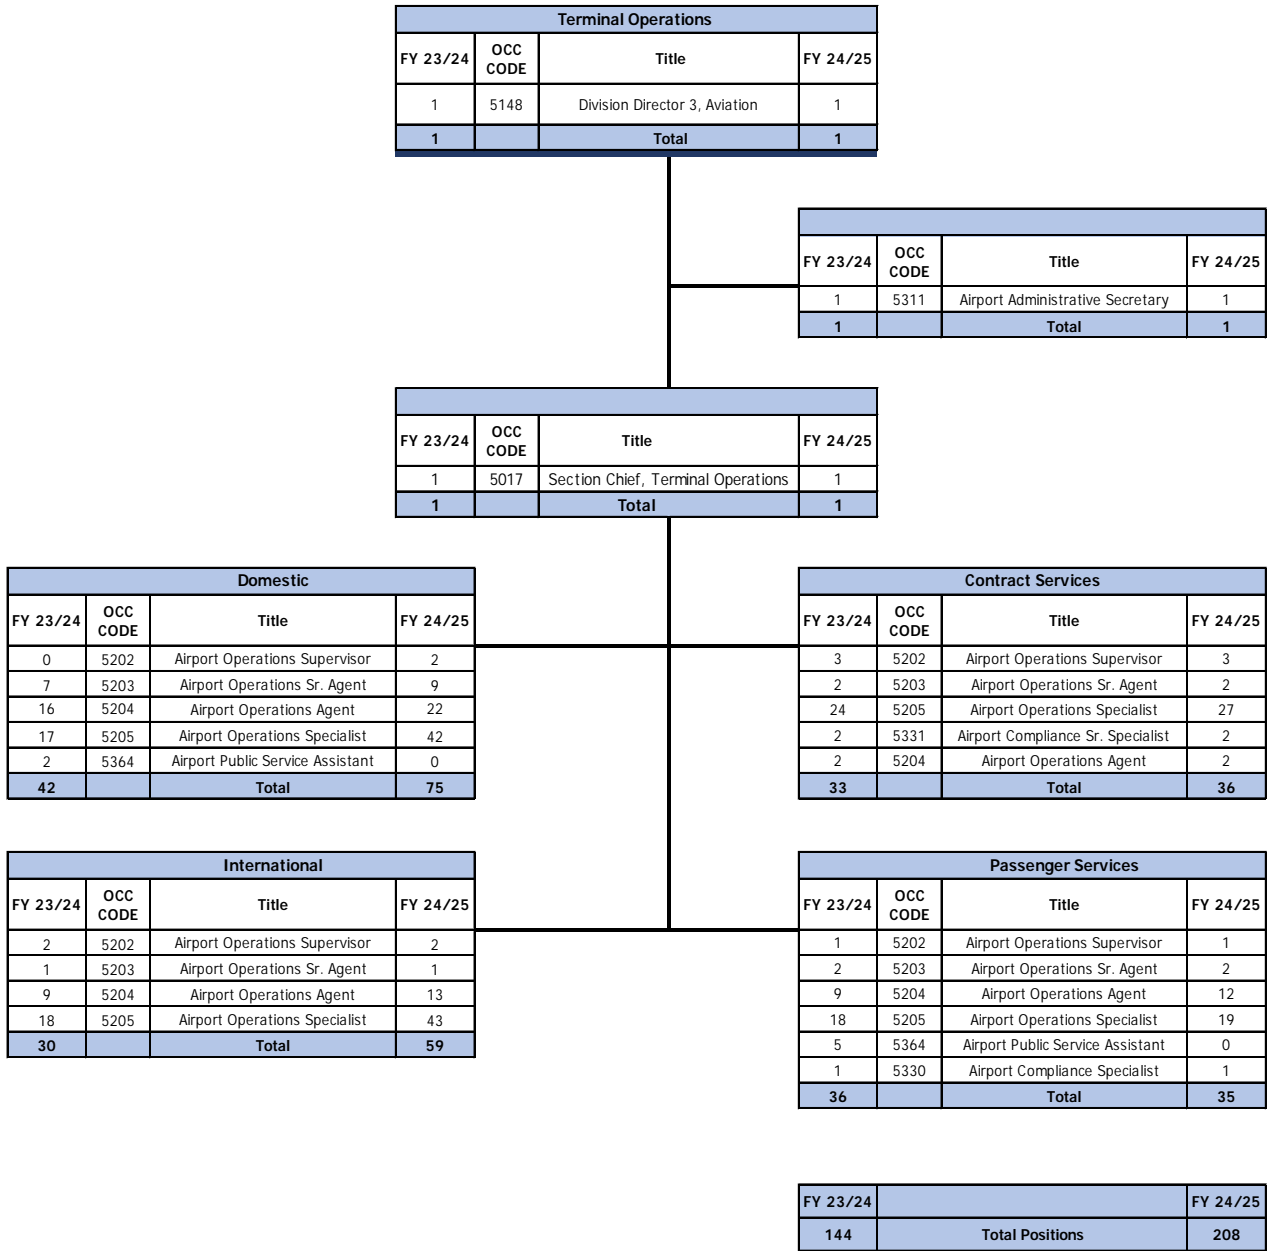 Terminal Operations
FY 23/24 OCC CODE Title FY 24/25
1 5148 Division Director 3, Aviation 1
1 Total 1
FY 23/24 OCC CODE Title FY 24/25
1 5311 Airport Administrative Secretary 1
1 Total 1
FY 23/24 OCC CODE Title FY 24/25
1 5017 Section Chief, Terminal Operations 1
1 Total 1
Domestic
FY 23/24 OCC CODE Title FY 24/25
0 5202 Airport Operations Supervisor 2
7 5203 Airport Operations Sr. Agent 9
16 5204 Airport Operations Agent 22
17 5205 Airport Operations Specialist 42
2 5364 Airport Public Service Assistant 0
42 Total 75
Contract Services
FY 23/24 OCC CODE Title FY 24/25
3 5202 Airport Operations Supervisor 3
2 5203 Airport Operations Sr. Agent 2
24 5205 Airport Operations Specialist 27
2 5331 Airport Compliance Sr. Specialist 2
2 5204 Airport Operations Agent 2
33 Total 36
International
FY 23/24 OCC CODE Title FY 24/25
2 5202 Airport Operations Supervisor 2
1 5203 Airport Operations Sr. Agent 1
9 5204 Airport Operations Agent 13
18 5205 Airport Operations Specialist 43
30 Total 59
Passenger Services
FY 23/24 OCC CODE Title FY 24/25
1 5202 Airport Operations Supervisor 1
2 5203 Airport Operations Sr. Agent 2
9 5204 Airport Operations Agent 12
18 5205 Airport Operations Specialist 19
5 5364 Airport Public Service Assistant 0
1 5330 Airport Compliance Specialist 1
36 Total 35
FY 23/24 FY 24/25
144 Total Positions 208